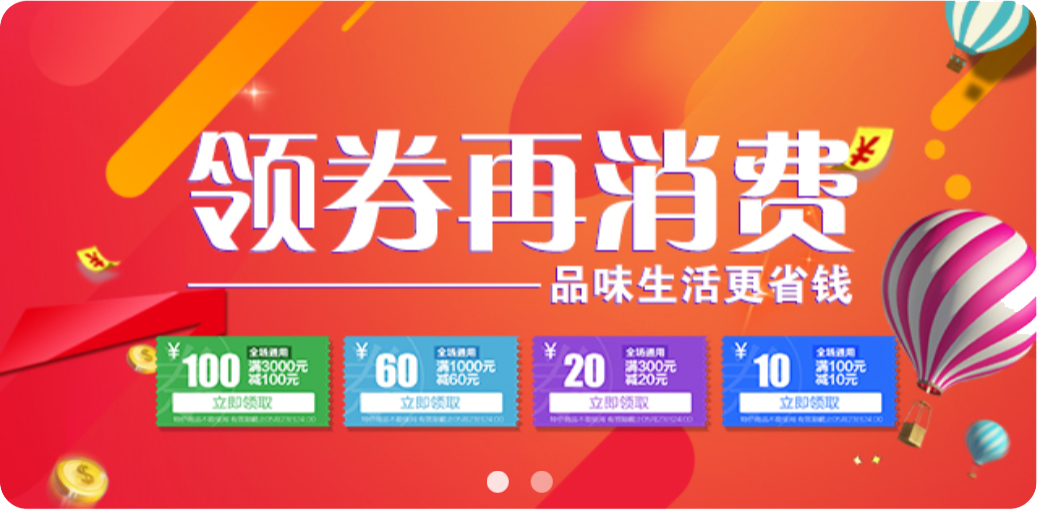 领券再消费
品味生活更省钱
¥100 全场通用
满3000元
减100元
立即领取
¥60 全场通用
满1000元
减60元
立即领取
¥20 全场通用
满300元
减20元
立即领取
¥10 全场通用
满100元
减10元
立即领取